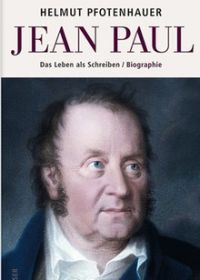 HELMUT PFOTENHAUER
JEAN PAUL
Das Leben als Schreiben / Biographie